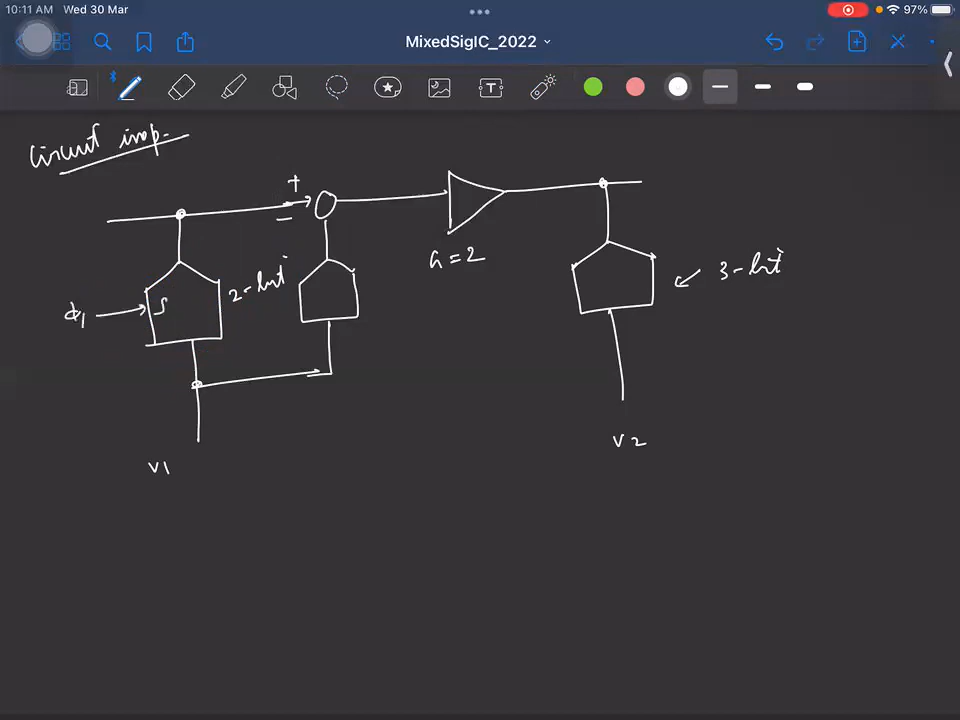 10:11 AM Wed 30 Mar
97%
MixedSigIC_2022
T
Circuit imp.
+
−
G = 2
2-bit
3-bit
ϕ1
S
V1
V2